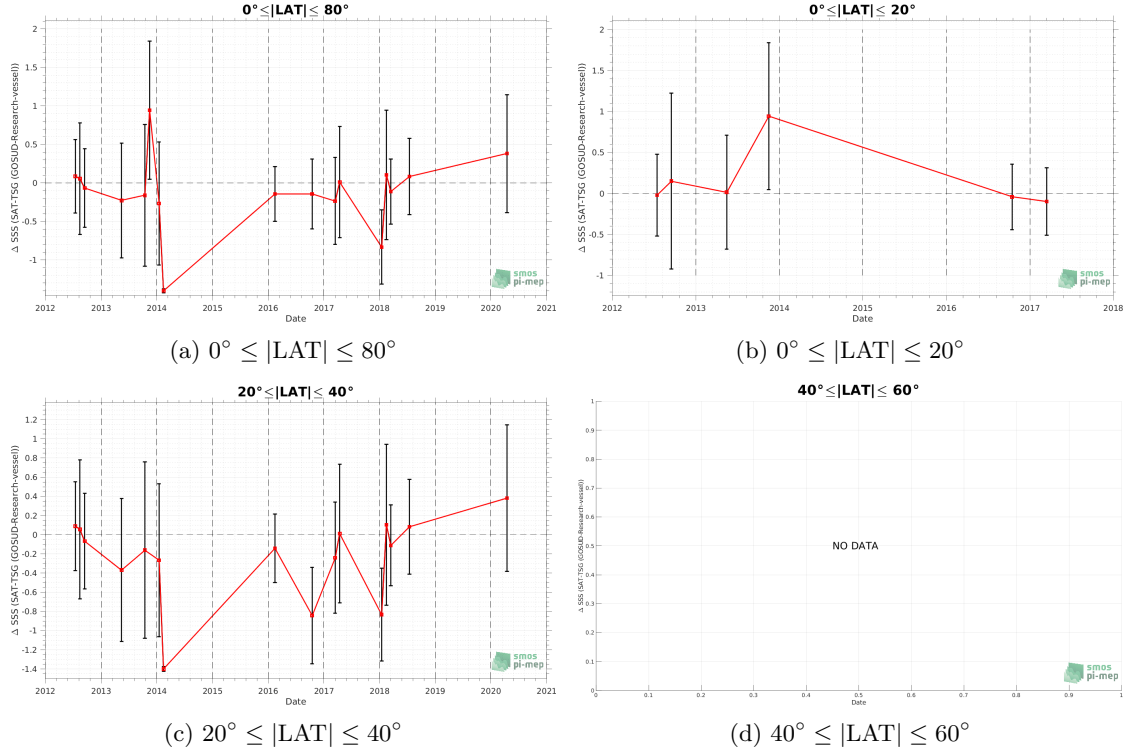 0°≤|LAT|≤ 80°
Δ SSS (SAT-TSG (GOSUD-Research-vessel))
2
1.5
1
0.5
0
-0.5
-1
2012 2013 2014 2015 2016 2017 2018 2019 2020 2021
Date
smos
pi-mep
(a) 0° ≤ |LAT| ≤ 80°
0°≤|LAT|≤ 20°
Δ SSS (SAT-TSG (GOSUD-Research-vessel))
2
1.5
1
0.5
0
-0.5
-1
2012 2013 2014 2015 2016 2017 2018
Date
smos
pi-mep
(b) 0° ≤ |LAT| ≤ 20°
20°≤|LAT|≤ 40°
Δ SSS (SAT-TSG (GOSUD-Research-vessel))
1.2
1
0.8
0.6
0.4
0.2
0
-0.2
-0.4
-0.6
-0.8
-1
-1.2
-1.4
2012 2013 2014 2015 2016 2017 2018 2019 2020 2021
Date
smos
pi-mep
(c) 20° ≤ |LAT| ≤ 40°
40°≤|LAT|≤ 60°
Δ SSS (SAT-TSG (GOSUD-Research-vessel))
1
0.9
0.8
0.7
0.6
0.5
0.4
0.3
0.2
0.1
0
NO DATA
0 0.1 0.2 0.3 0.4 0.5 0.6 0.7 0.8 0.9 1
Date
smos
pi-mep
(d) 40° ≤ |LAT| ≤ 60°